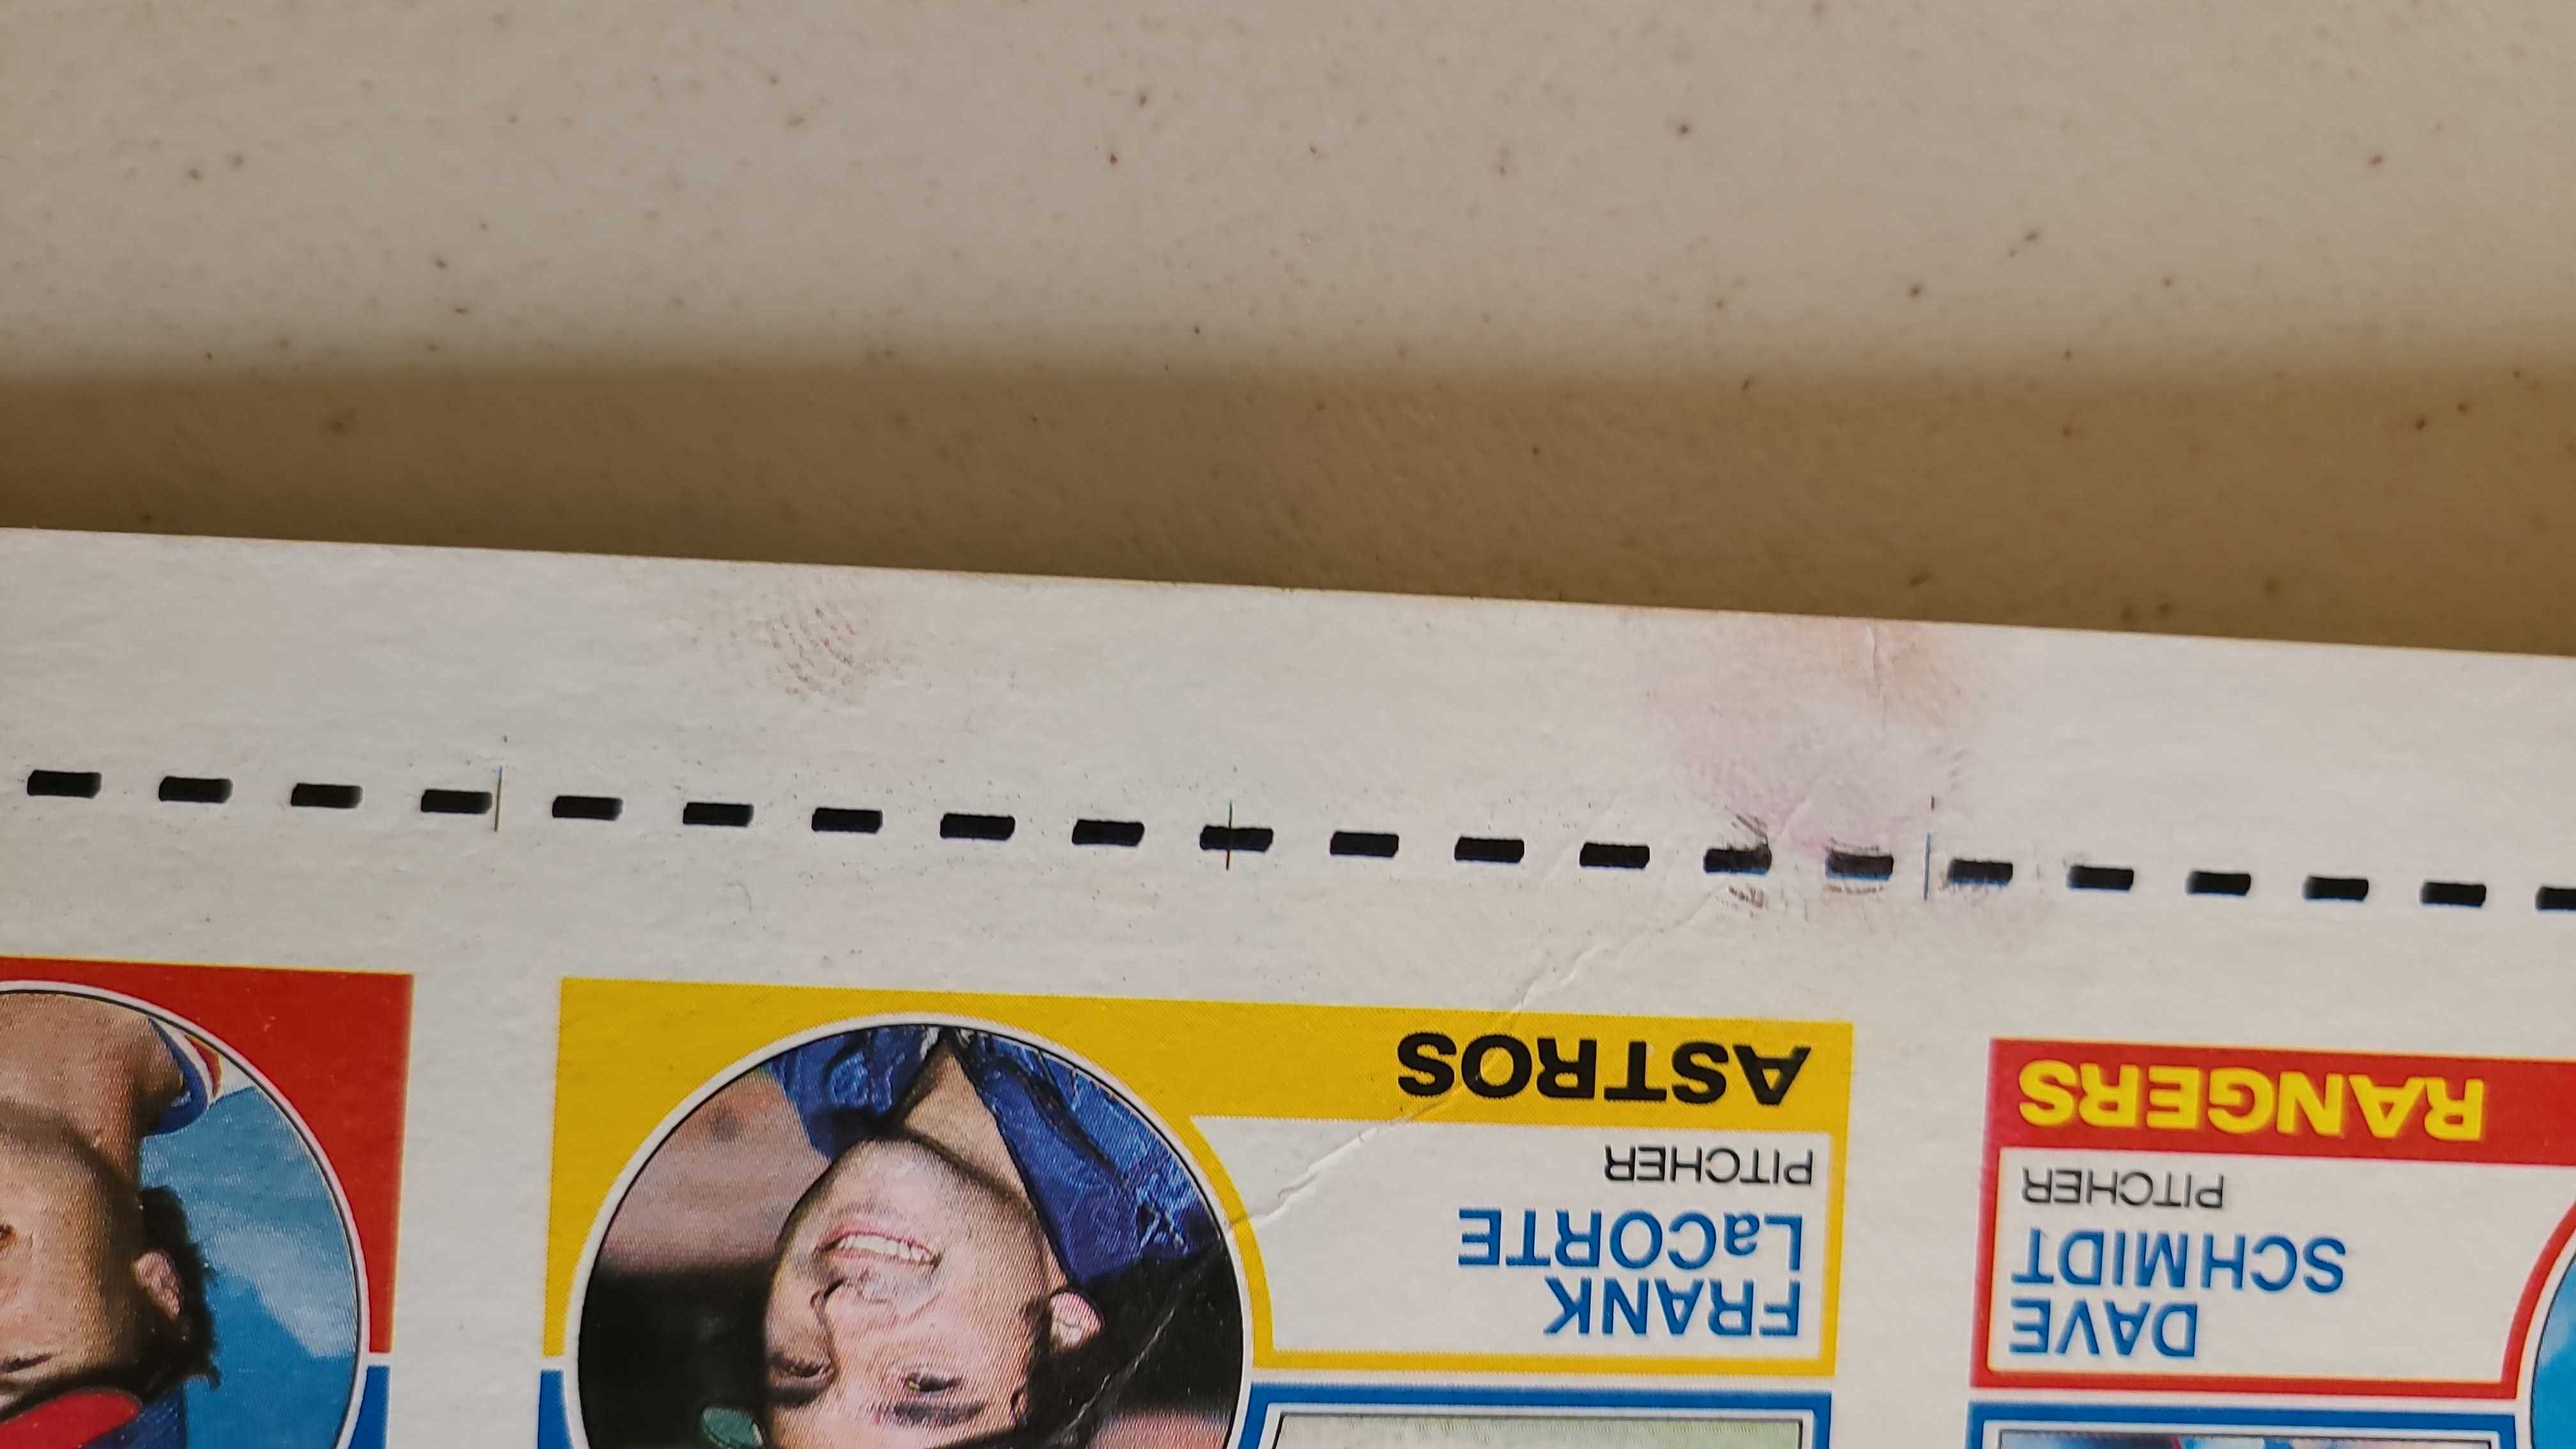 ASTROS
PITCHER
FRANK
LaCORTE
RANGERS
PITCHER
DAVE
SCHMIDT